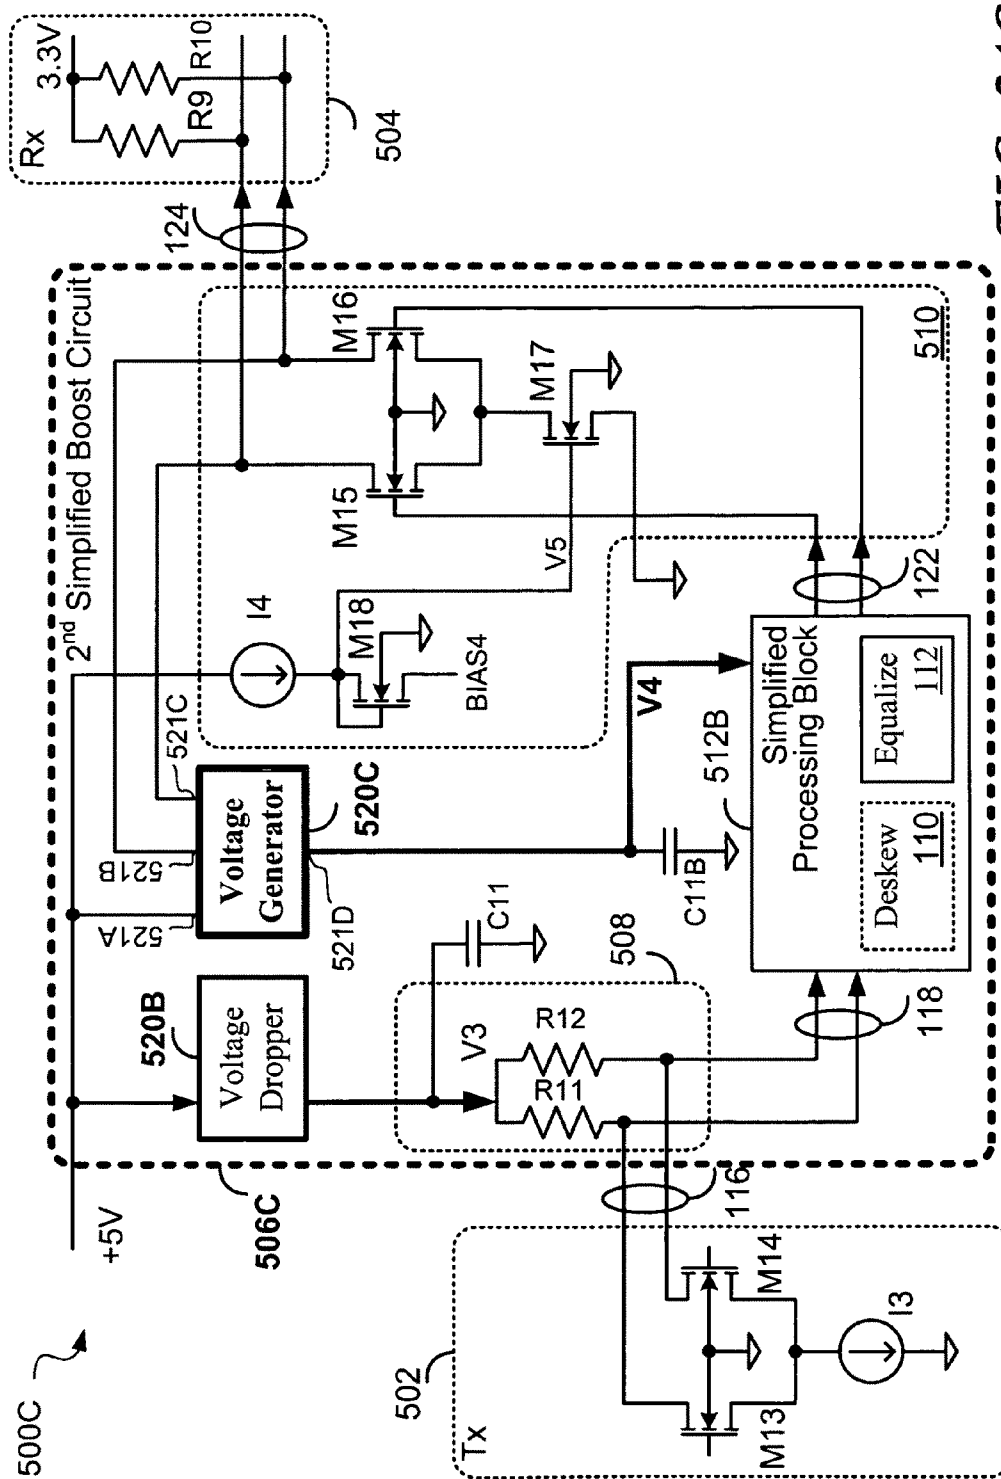 500C
+5V
506C
2nd Simplified Boost Circuit
520B
Voltage
Dropper
521A
521B
521C
Voltage
Generator
520C
521D
C11
V3
R11
R12
508
I4
M18
BIAS4
V5
M15
M16
M17
510
V4
C11B
512B
Simplified
Processing Block
Deskew
110
Equalize
112
118
122
116
124
Rx
3.3V
R9
R10
504
502
Tx
M13
M14
I3